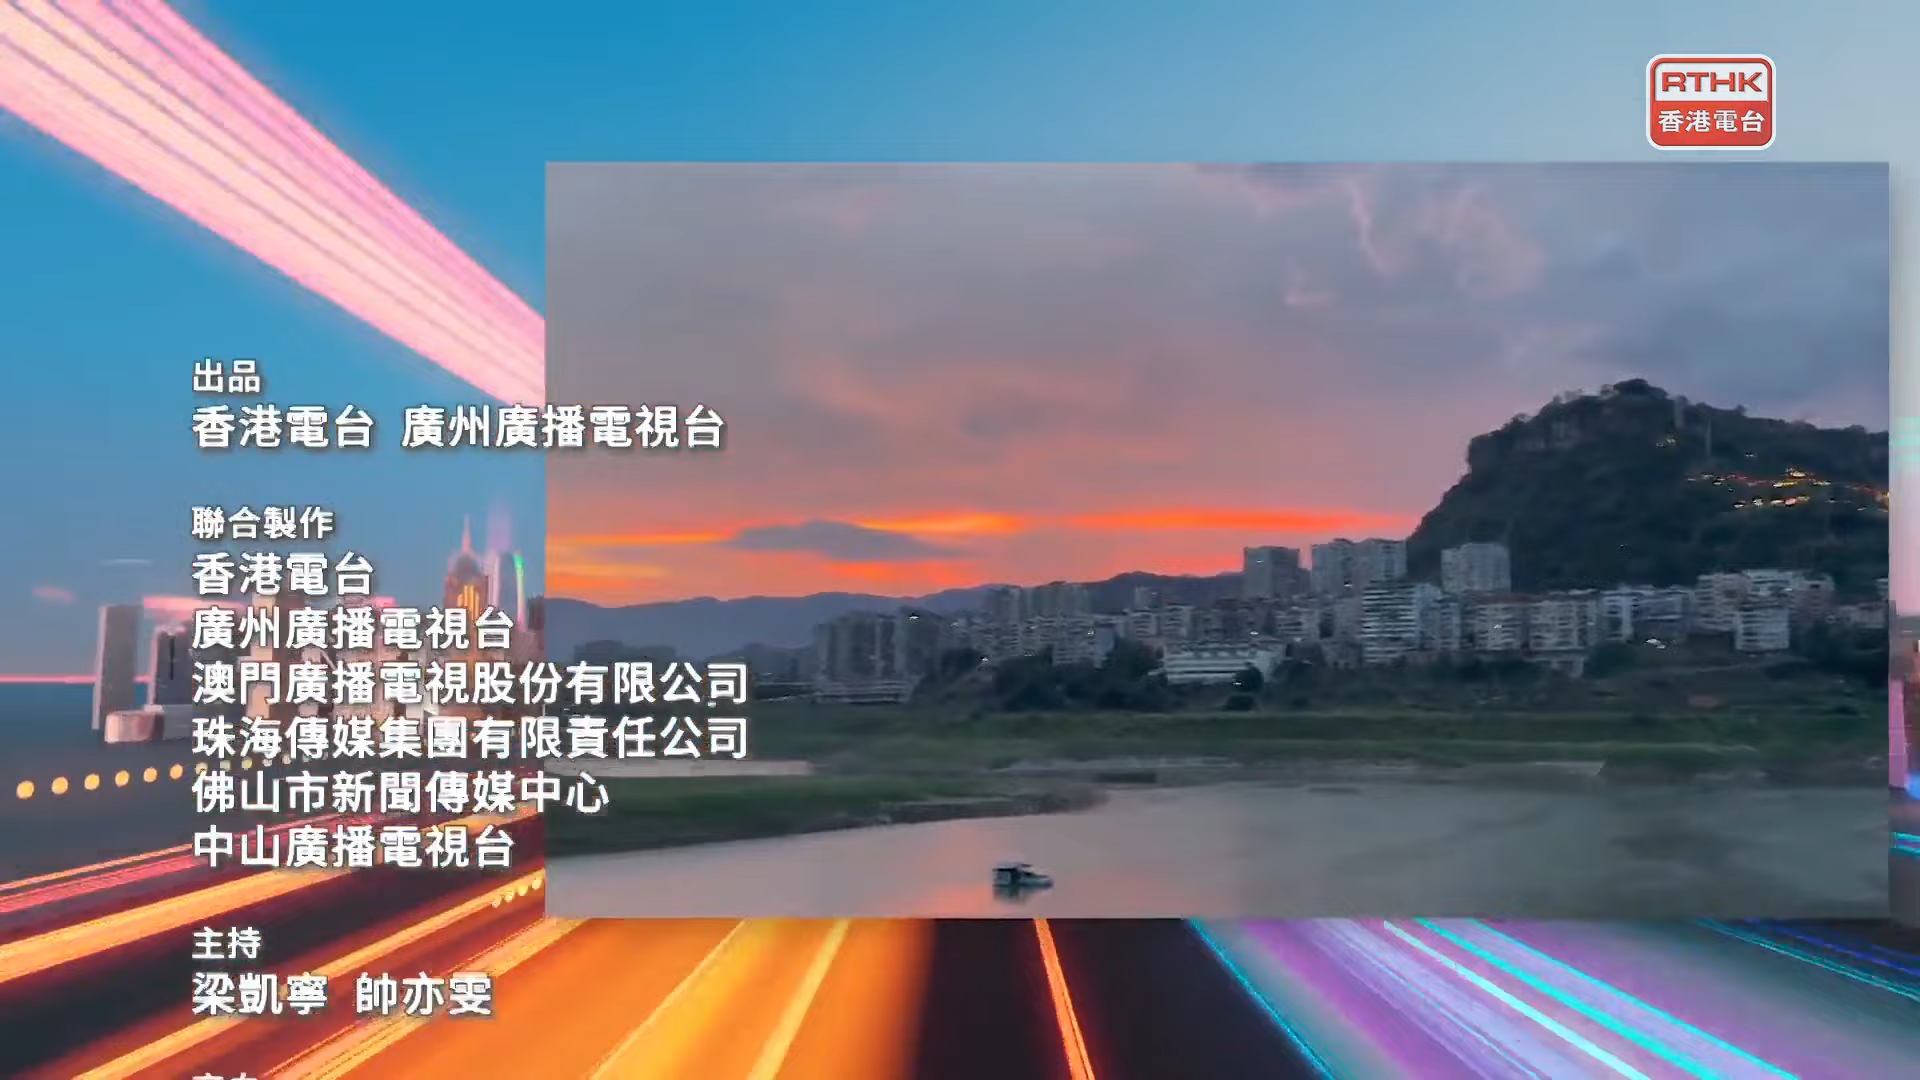 RTHK
香港電台
出品
香港電台 廣州廣播電視台
聯合製作
香港電台
廣州廣播電視台
澳門廣播電視股份有限公司
珠海傳媒集團有限責任公司
佛山市新聞傳媒中心
中山廣播電視台
主持
梁凱寧 帥亦雯